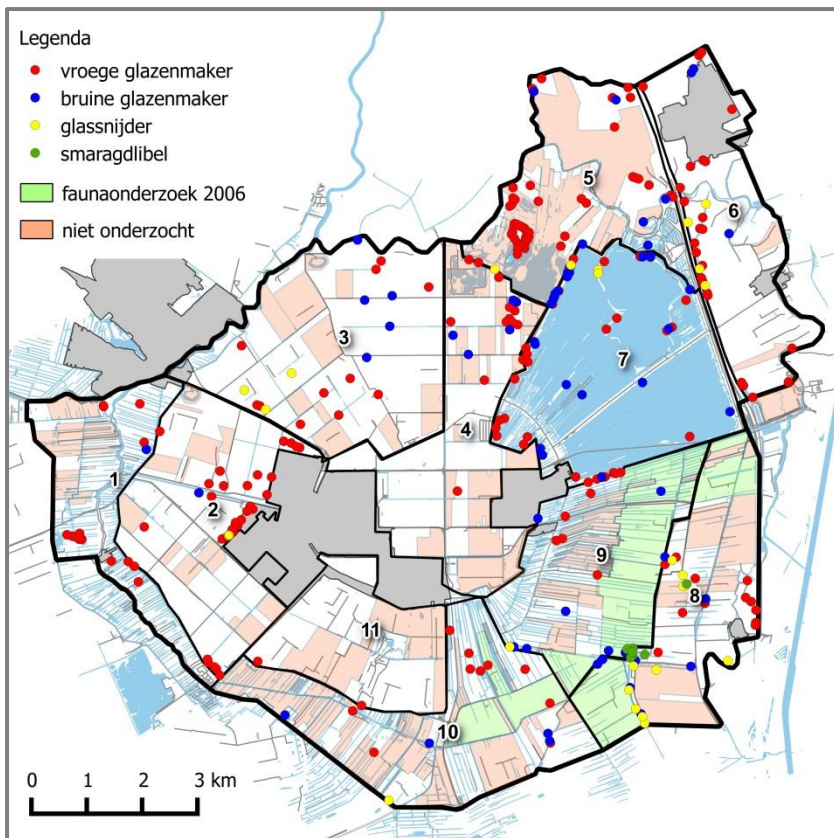 Legenda
vroege glazenmaker
bruine glazenmaker
glassnijder
smaragdlibel
faunaonderzoek 2006
niet onderzocht
5
6
3
7
4
1
2
9
8
11
10
0 1 2 3 km